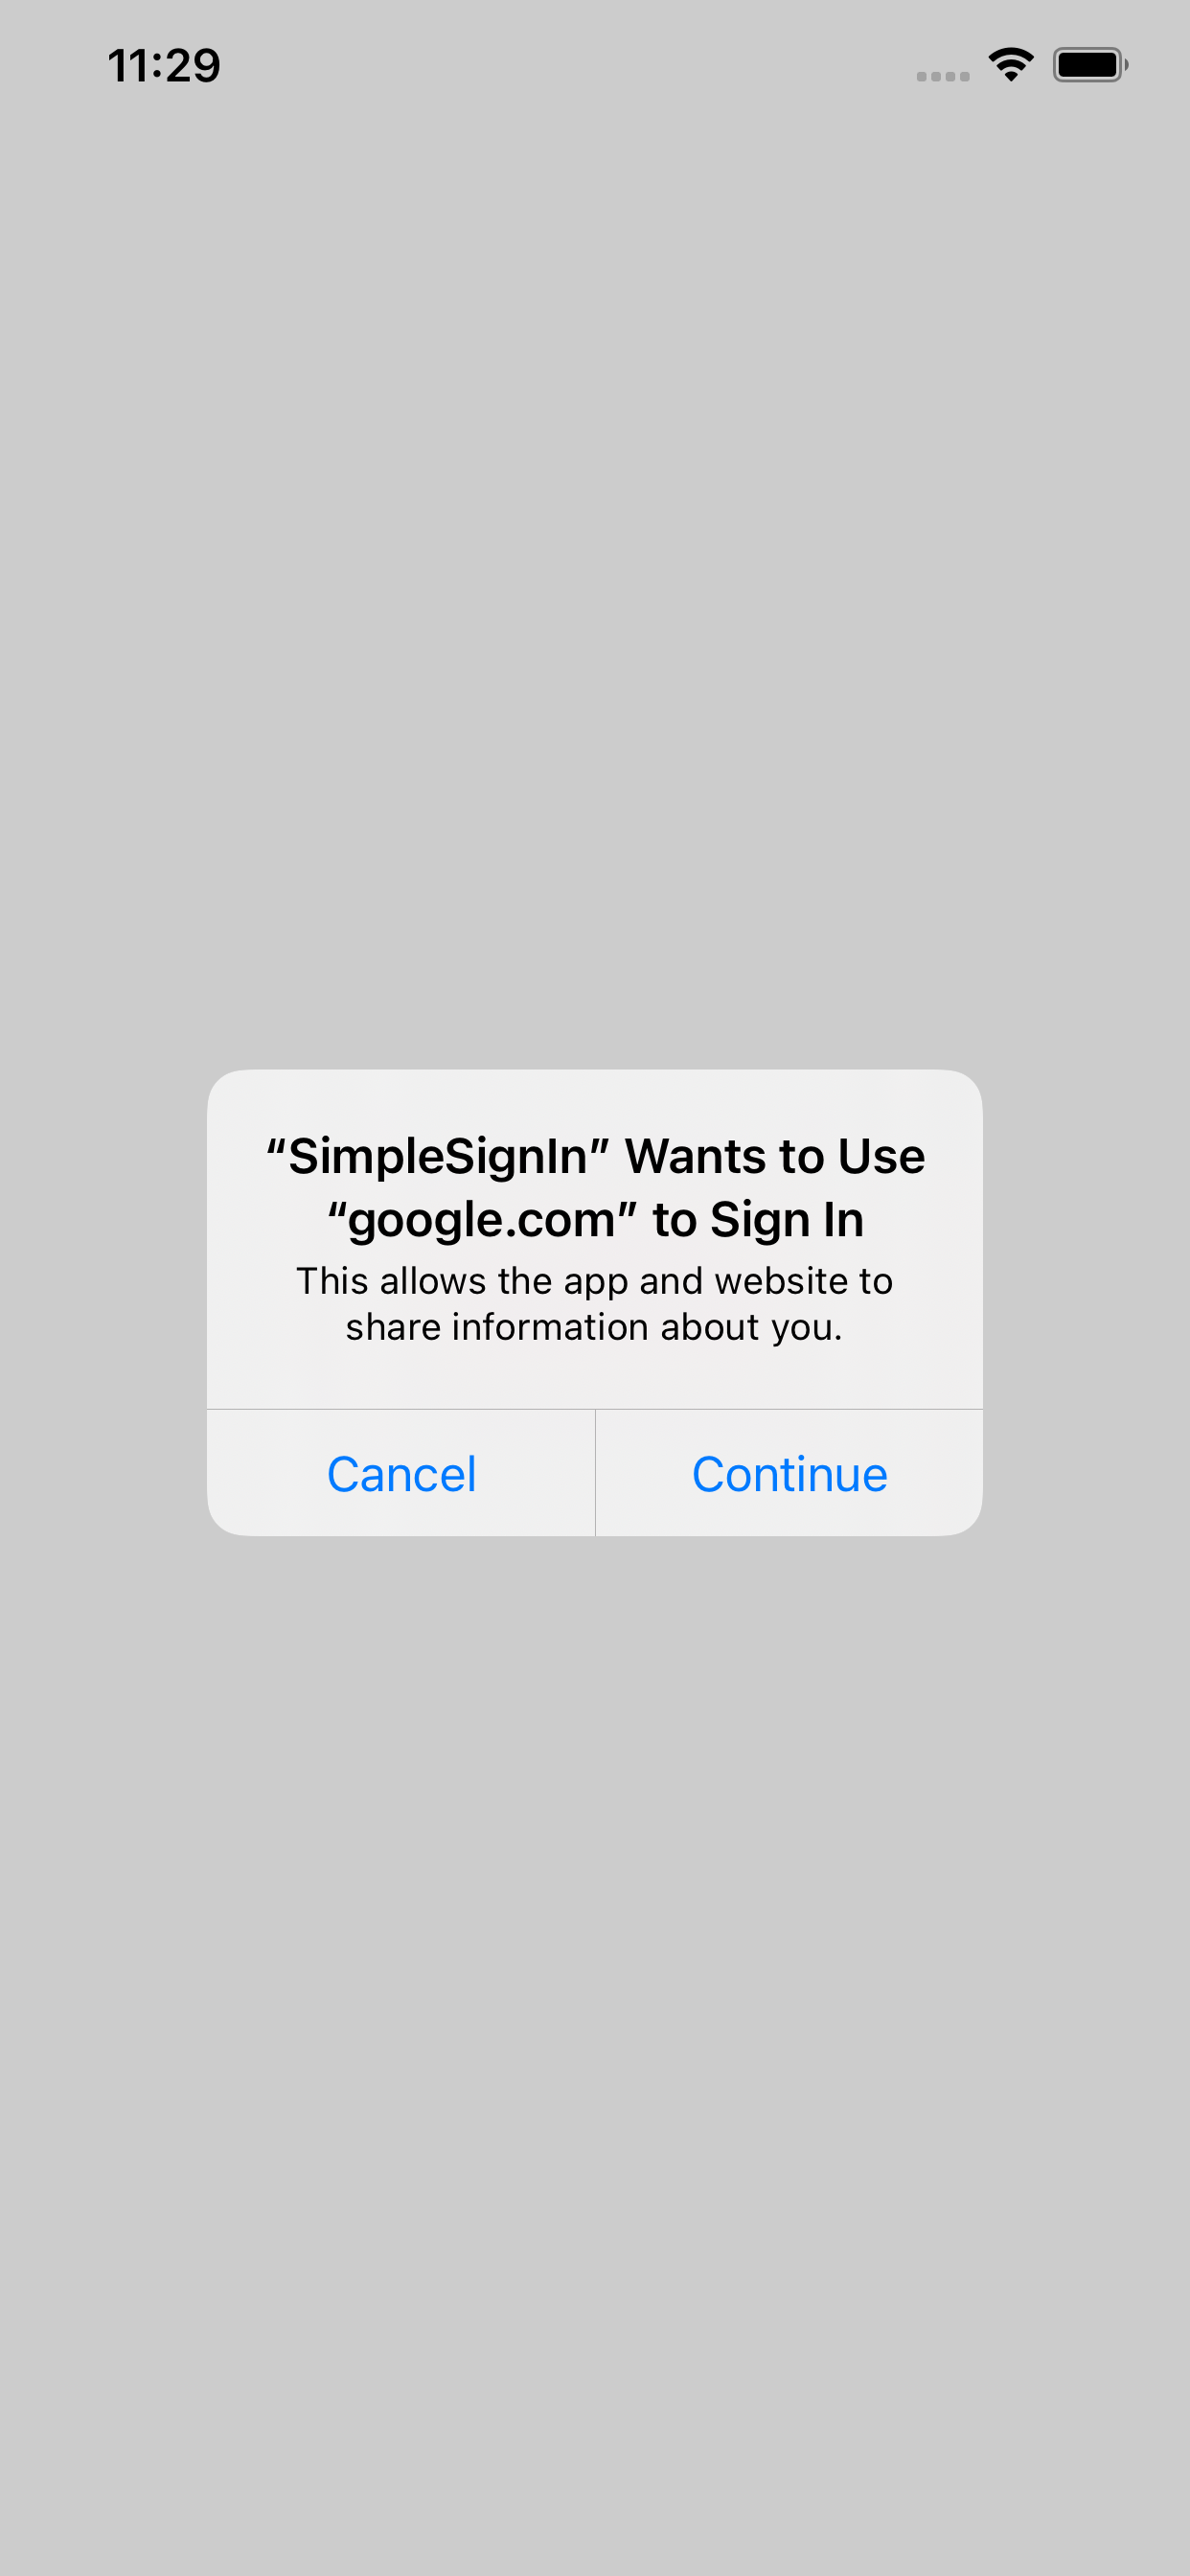 11:29
“SimpleSignIn” Wants to Use
“google.com” to Sign In
This allows the app and website to
share information about you.
Cancel
Continue